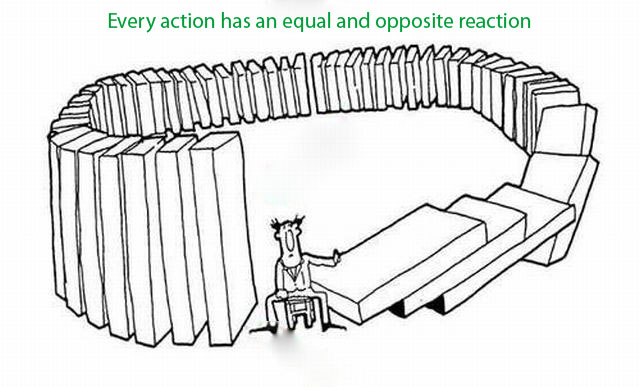 Every action has an equal and opposite reaction